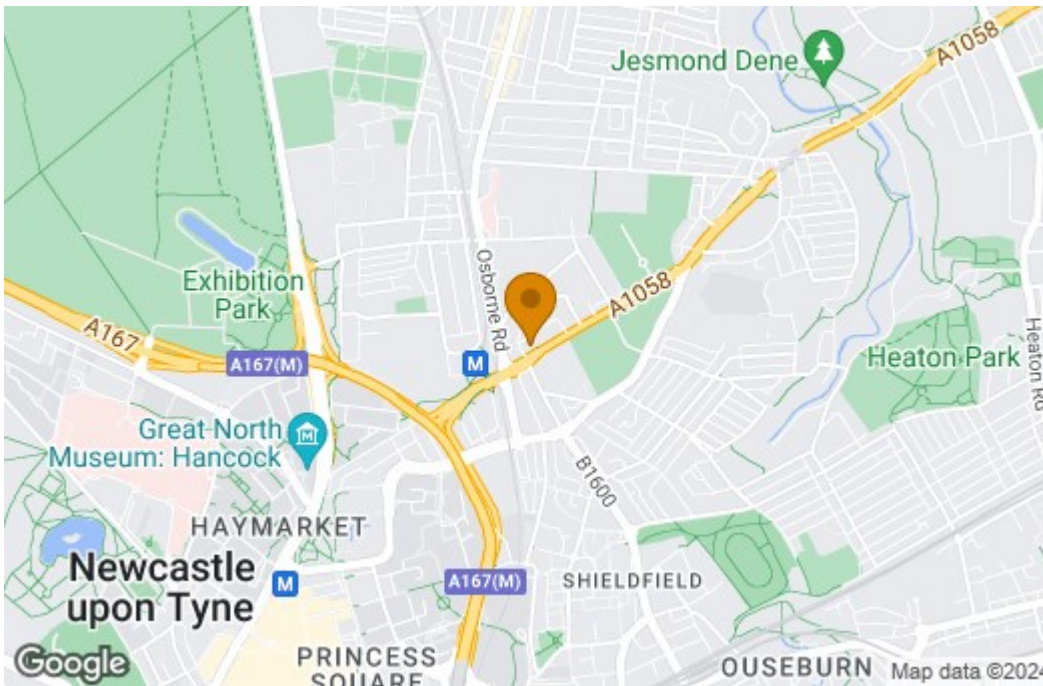 A1058
Jesmond Dene
Exhibition
Park
Osborne Rd
A1058
A167
A167(M)
M
Heaton Park
Heaton Rd
Great North
Museum: Hancock
M
B1600
HAYMARKET
Newcastle
upon Tyne
M
A167(M)
SHIELDFIELD
PRINCESS
SQUARE
OUSEBURN
Google
Map data ©2024